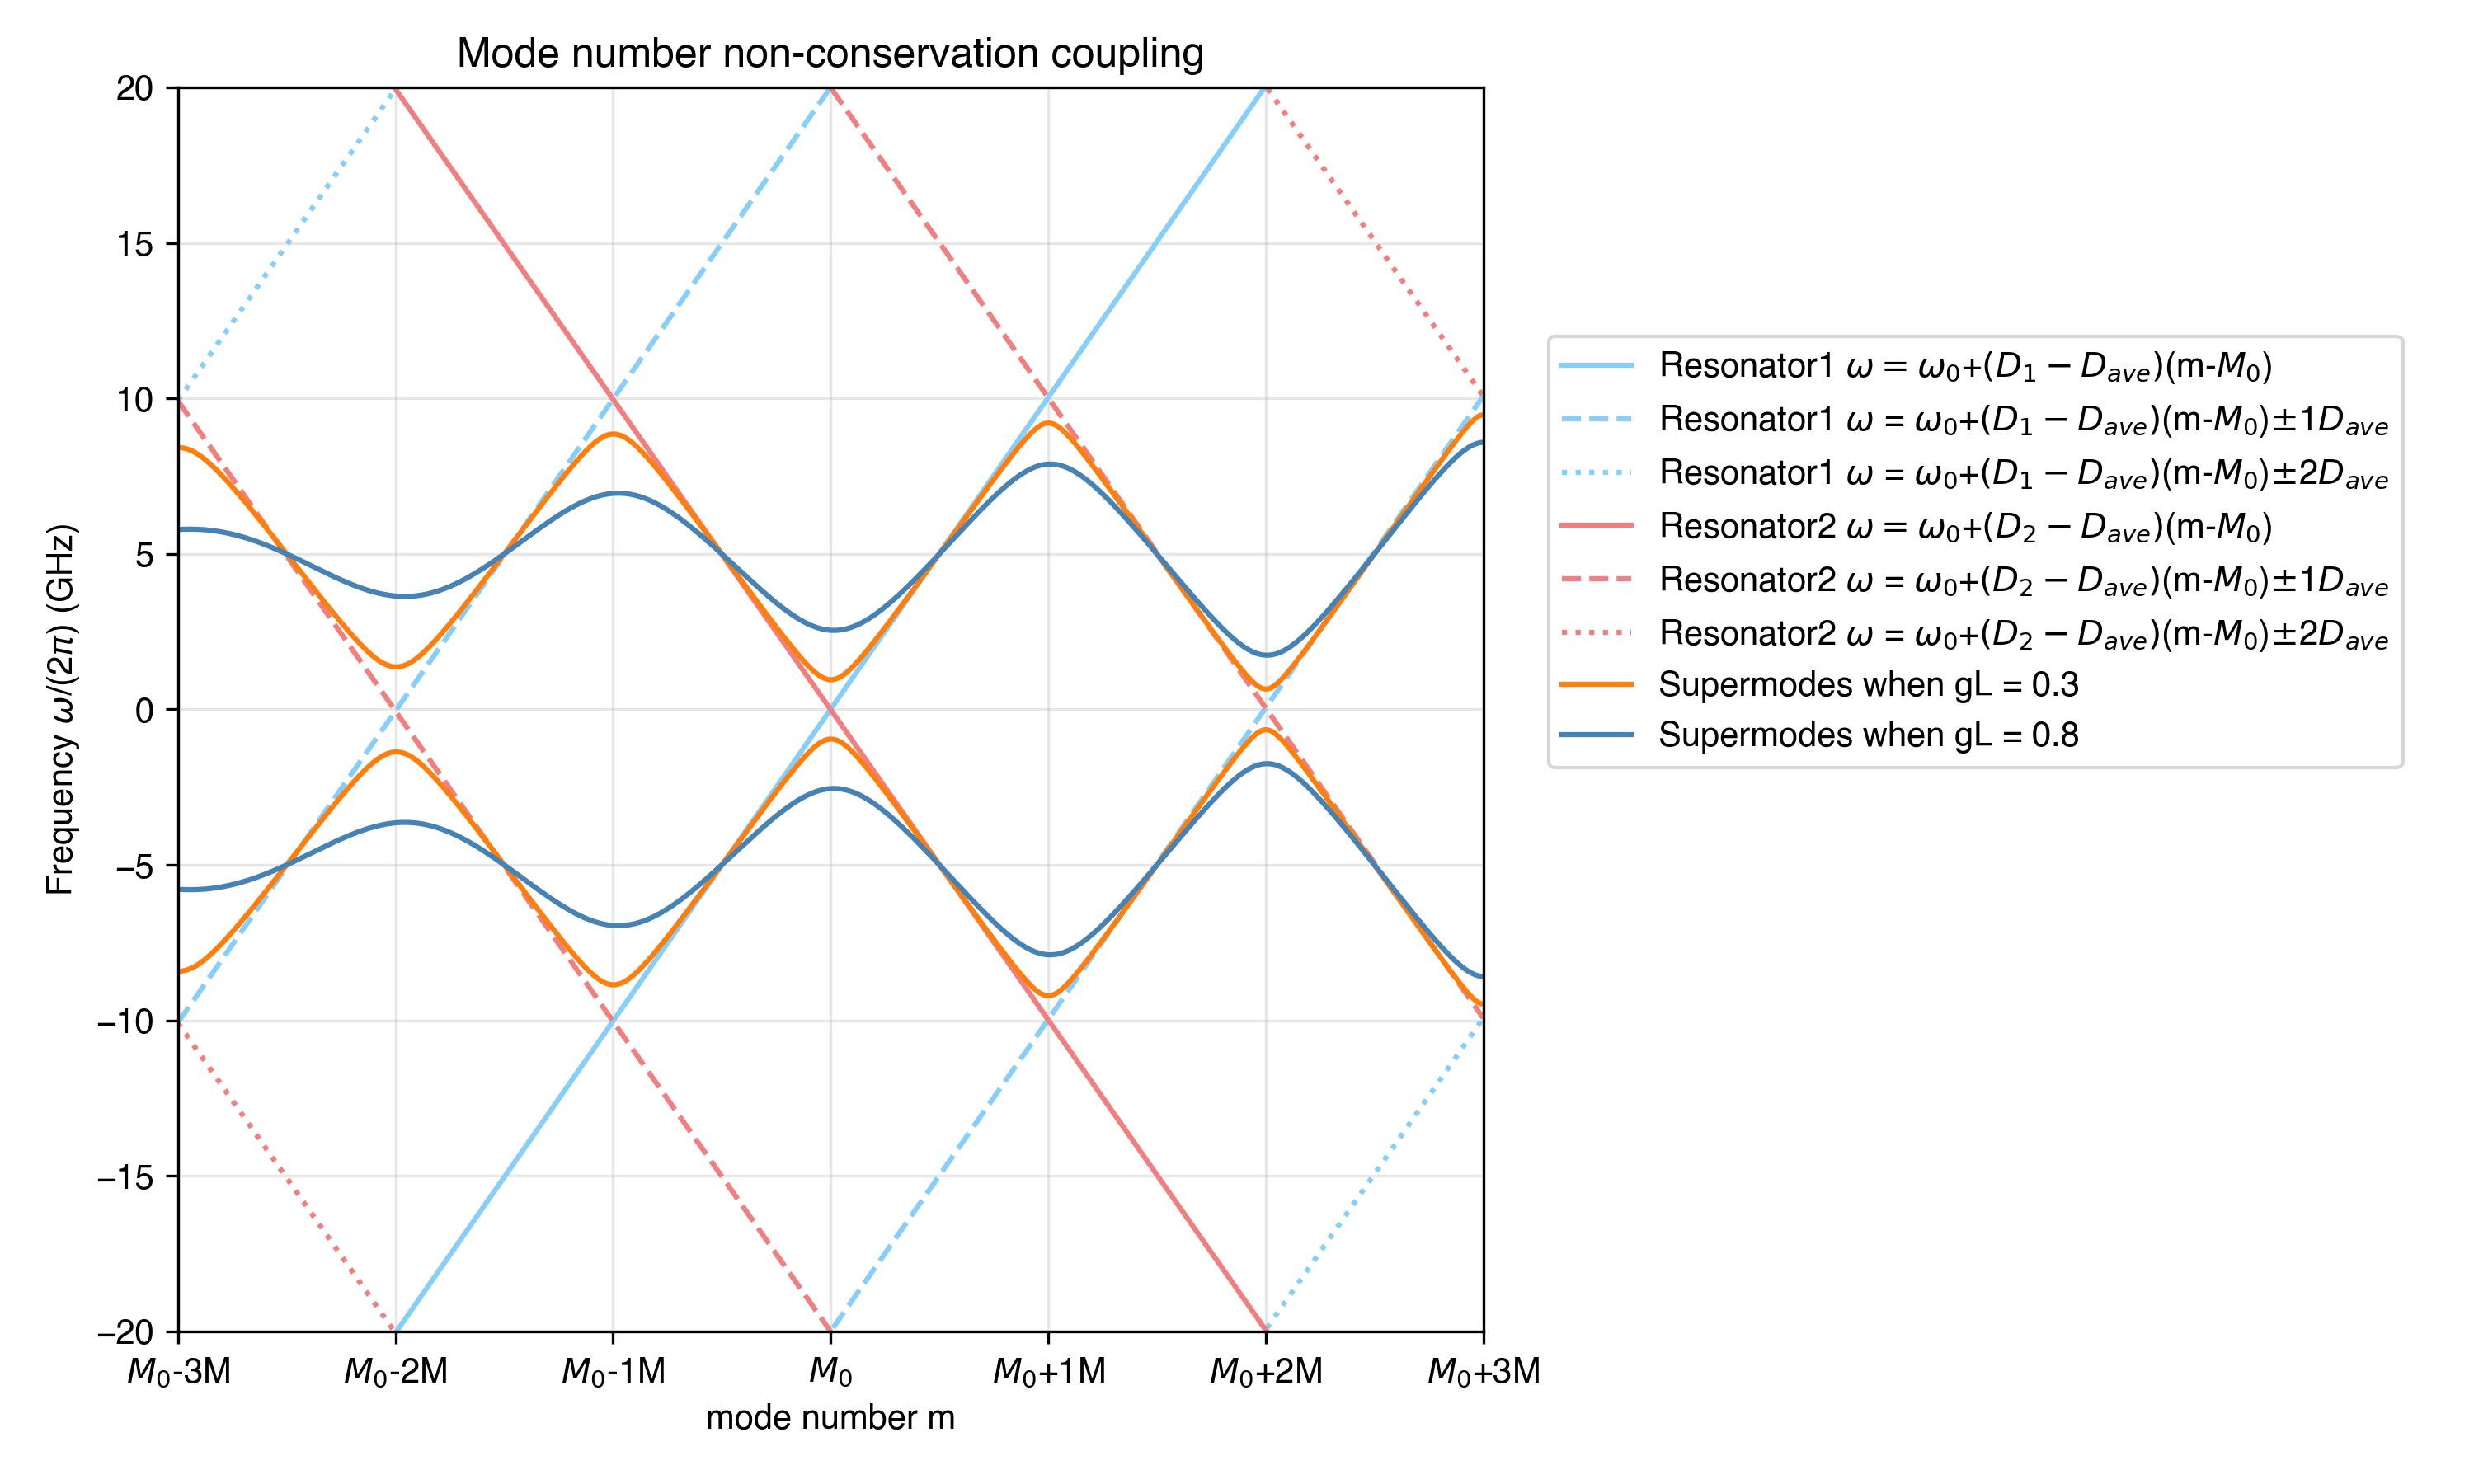 Mode number non-conservation coupling
20
15
10
5
0
−5
−10
−15
−20
Frequency ω/(2π) (GHz)
M₀-3M
M₀-2M
M₀-1M
M₀
M₀+1M
M₀+2M
M₀+3M
mode number m
Resonator1 ω = ω₀+(D₁ − Dₐᵥₑ)(m-M₀)
Resonator1 ω = ω₀+(D₁ − Dₐᵥₑ)(m-M₀)±1Dₐᵥₑ
Resonator1 ω = ω₀+(D₁ − Dₐᵥₑ)(m-M₀)±2Dₐᵥₑ
Resonator2 ω = ω₀+(D₂ − Dₐᵥₑ)(m-M₀)
Resonator2 ω = ω₀+(D₂ − Dₐᵥₑ)(m-M₀)±1Dₐᵥₑ
Resonator2 ω = ω₀+(D₂ − Dₐᵥₑ)(m-M₀)±2Dₐᵥₑ
Supermodes when gL = 0.3
Supermodes when gL = 0.8